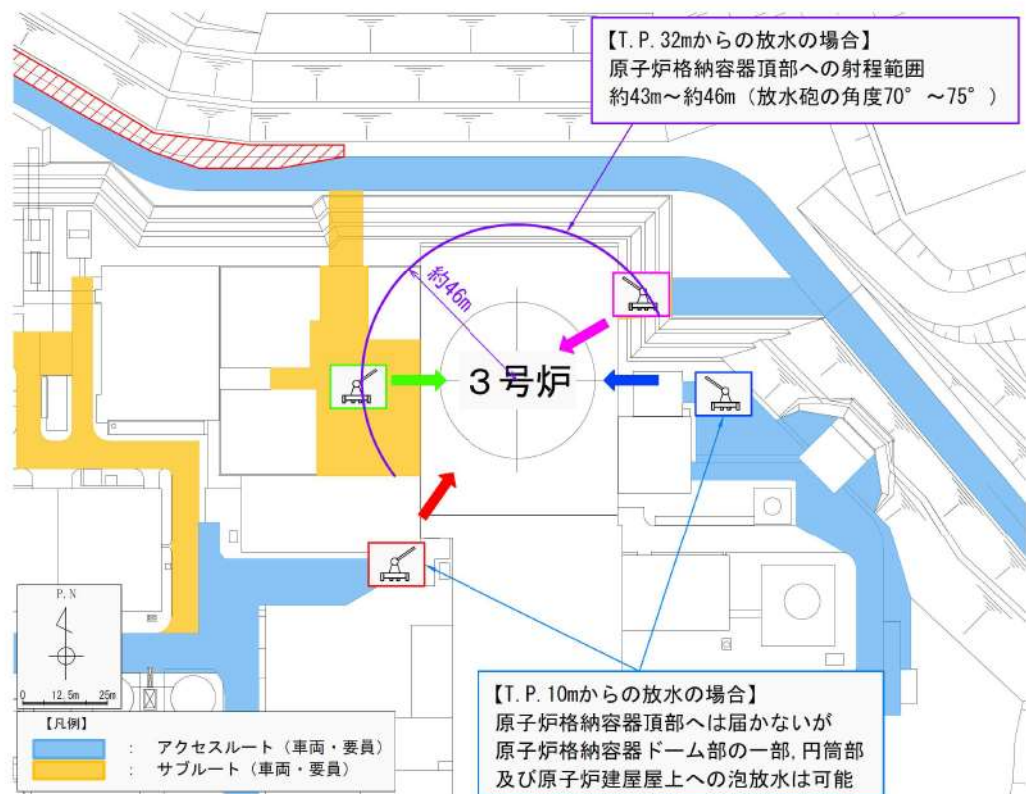 【T.P.32mからの放水の場合】
原子炉格納容器頂部への射程範囲
約43m～約46m（放水砲の角度70°～75°）
約46m
3号炉
P.N
0 12.5m 25m
【凡例】
： アクセスルート（車両・要員）
： サブルート（車両・要員）
【T.P.10mからの放水の場合】
原子炉格納容器頂部へは届かないが
原子炉格納容器ドーム部の一部,円筒部
及び原子炉建屋屋上への泡放水は可能